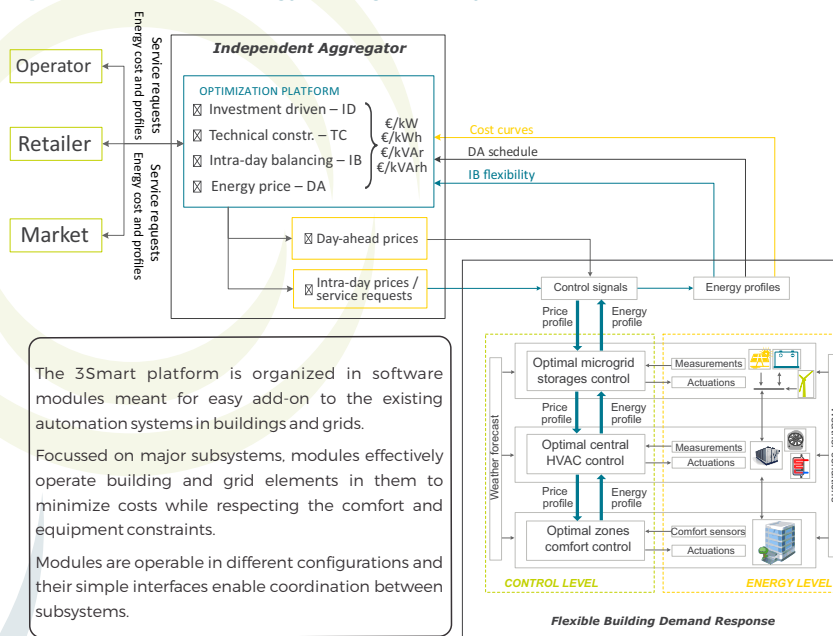 Independent Aggregator
Operator
Retailer
Market
Service requests
Energy cost and profiles
Service requests
Energy cost and profiles
OPTIMIZATION PLATFORM
Investment driven – ID
Technical constr. – TC
Intra-day balancing – IB
Energy price – DA
€/kW
€/kWh
€/kVAr
€/kVArh
Cost curves
DA schedule
IB flexibility
Day-ahead prices
Intra-day prices /
service requests
Control signals
Energy profiles
Price
profile
Energy
profile
Optimal microgrid
storages control
Measurements
Actuations
Price
profile
Energy
profile
Weather forecast
Optimal central
HVAC control
Measurements
Actuations
Price
profile
Energy
profile
Optimal zones
comfort control
Comfort sensors
Actuations
CONTROL LEVEL
ENERGY LEVEL
Flexible Building Demand Response
The 3Smart platform is organized in software
modules meant for easy add-on to the existing
automation systems in buildings and grids.
Focussed on major subsystems, modules effectively
operate building and grid elements in them to
minimize costs while respecting the comfort and
equipment constraints.
Modules are operable in different configurations and
their simple interfaces enable coordination between
subsystems.